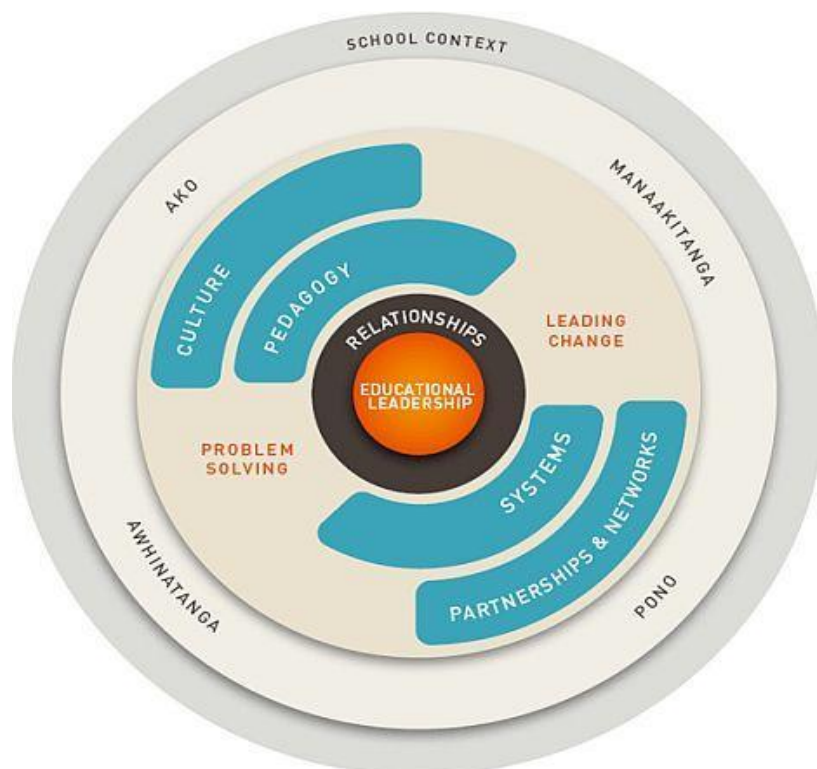 SCHOOL CONTEXT
AKO
MANAAKITANGA
CULTURE
PEDAGOGY
RELATIONSHIPS
LEADING
CHANGE
EDUCATIONAL
LEADERSHIP
PROBLEM
SOLVING
SYSTEMS
PARTNERSHIPS & NETWORKS
AWHINATANGA
PONO